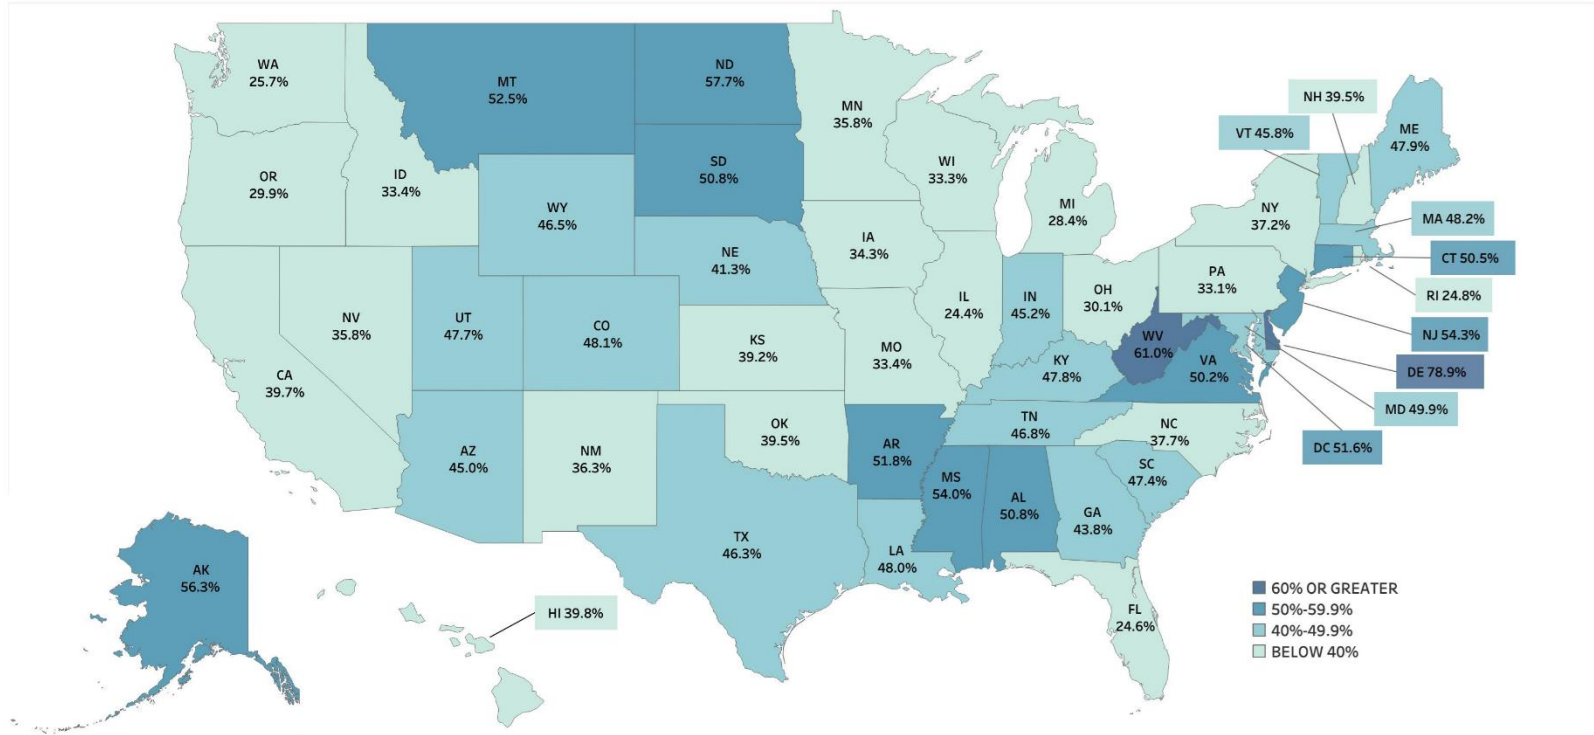 WA
25.7%
MT
52.5%
ND
57.7%
MN
35.8%
NH 39.5%
VT 45.8%
ME
47.9%
OR
29.9%
ID
33.4%
SD
50.8%
WI
33.3%
MI
28.4%
NY
37.2%
MA 48.2%
WY
46.5%
IA
34.3%
NE
41.3%
CT 50.5%
PA
33.1%
RI 24.8%
NV
35.8%
UT
47.7%
CO
48.1%
IL
24.4%
IN
45.2%
OH
30.1%
NJ 54.3%
CA
39.7%
KS
39.2%
MO
33.4%
WV
61.0%
VA
50.2%
KY
47.8%
DE 78.9%
MD 49.9%
AZ
45.0%
NM
36.3%
OK
39.5%
AR
51.8%
TN
46.8%
NC
37.7%
DC 51.6%
SC
47.4%
MS
54.0%
AL
50.8%
GA
43.8%
TX
46.3%
LA
48.0%
AK
56.3%
HI 39.8%
FL
24.6%
60% OR GREATER
50%-59.9%
40%-49.9%
BELOW 40%